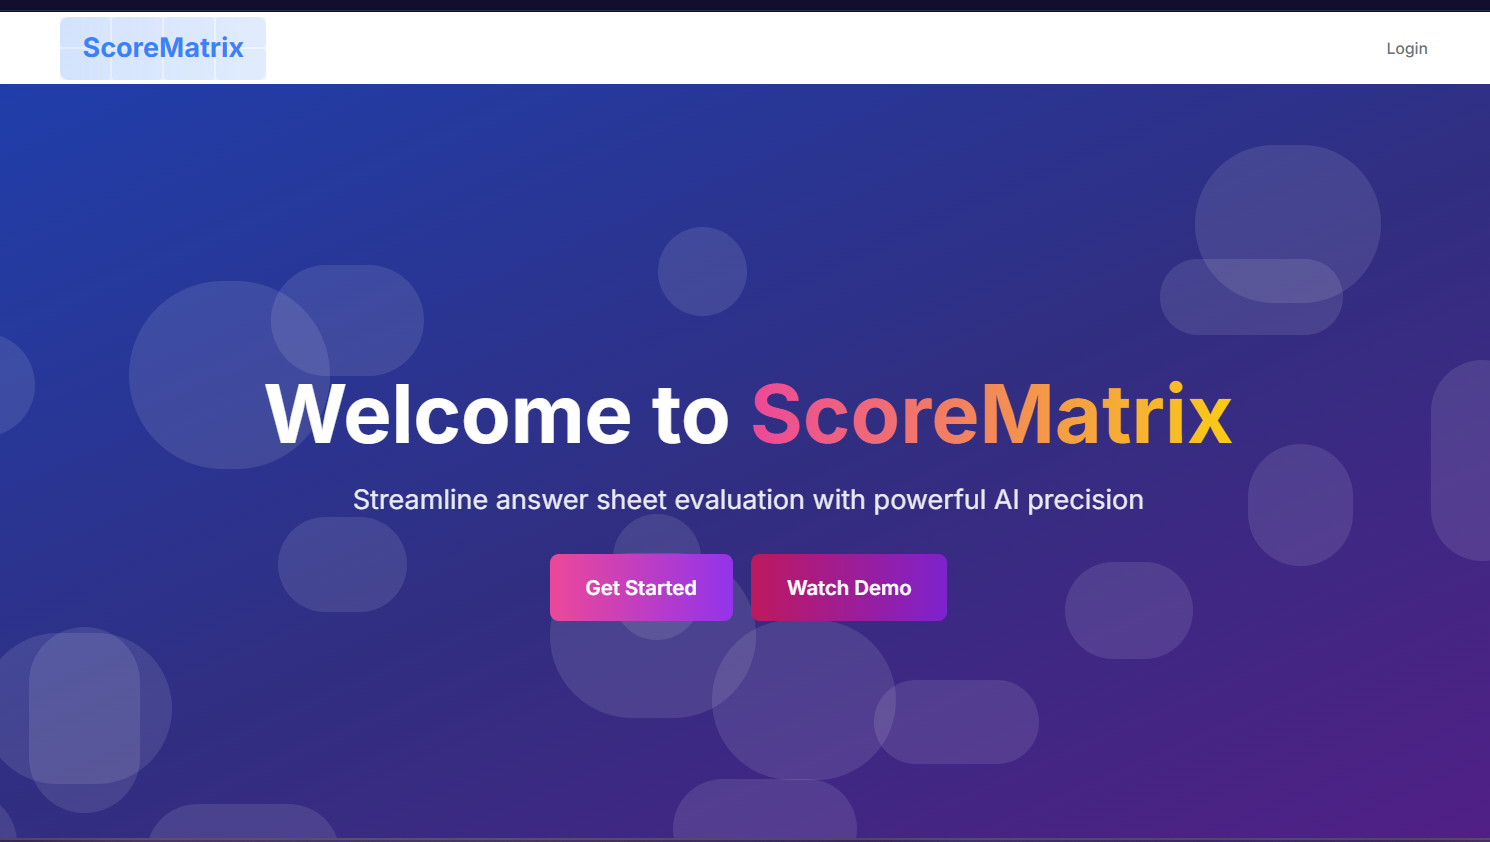 ScoreMatrix
Login
Welcome to ScoreMatrix
Streamline answer sheet evaluation with powerful AI precision
Get Started
Watch Demo